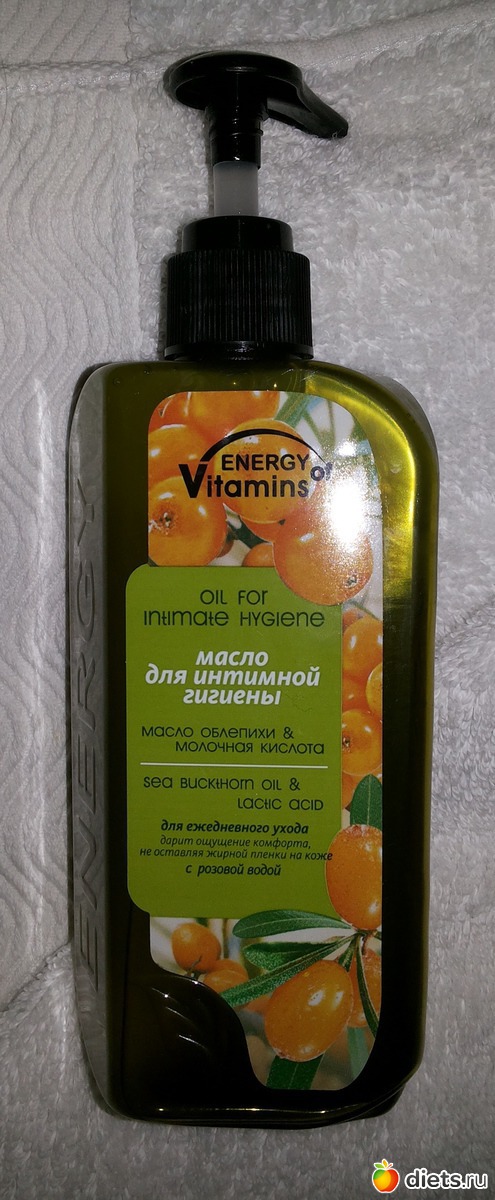 ENERGY of
Vitamins
OIL FOR
INTIMATE HYGIENE
масло
для интимной
гигиены
масло облепихи &
молочная кислота
SEA BUCKTHORN OIL &
LACTIC ACID
для ежедневного ухода
дарит ощущение комфорта,
не оставляя жирной пленки на коже
с розовой водой
ENERGY
diets.ru